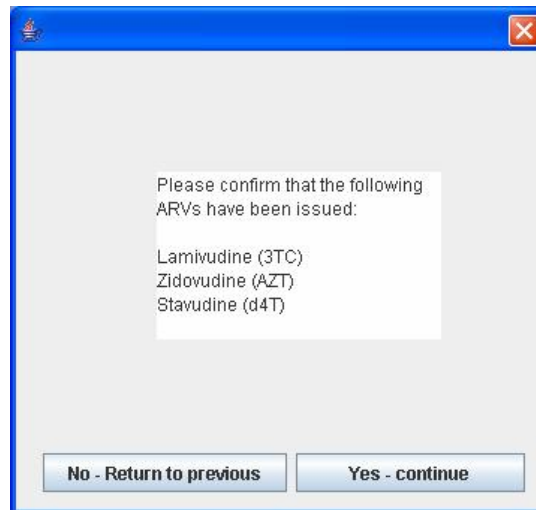 Please confirm that the following
ARVs have been issued:
Lamivudine (3TC)
Zidovudine (AZT)
Stavudine (d4T)
No - Return to previous
Yes - continue